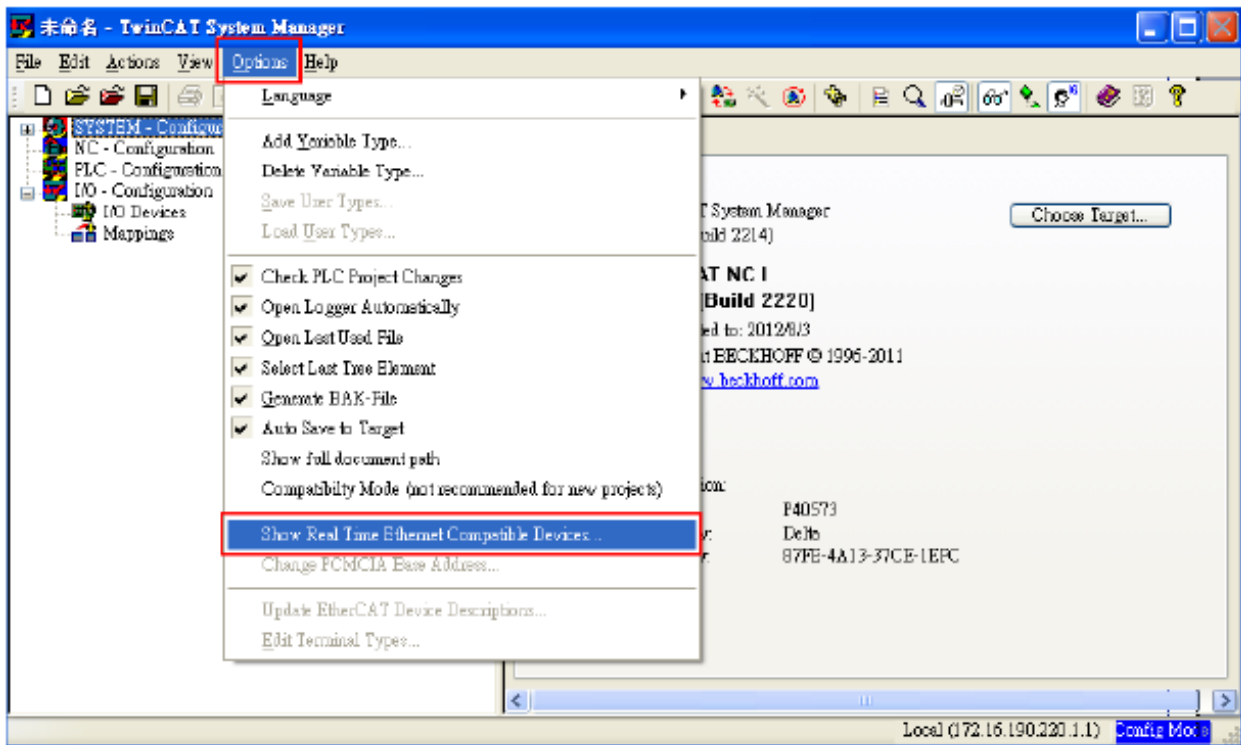 未命名 - TwinCAT System Manager
File Edit Actions View Options Help
SYSTEM - Configur
NC - Configuration
PLC - Configuration
I/O - Configuration
I/O Devices
Mappings
Language
Add Variable Type...
Delete Variable Type...
Save User Types...
Load User Types...
Check PLC Project Changes
Open Logger Automatically
Open Last Used File
Select Last Tree Element
Generate BAK-File
Auto Save to Target
Show full document path
Compatibilty Mode (not recommended for new projects)
Show Real Time Ethernet Compatible Devices...
Change PCMCIA Base Address...
Update EtherCAT Device Descriptions...
Edit Terminal Types...
T System Manager
uild 2214)
Choose Target...
AT NC I
[Build 2220]
ed to: 2012/8/3
t BECKHOFF © 1996-2011
w.beckhoff.com
ion:
P40573
y: Delta
y: 87FE-4A13-37CE-1EFC
Local (172.16.190.220.1.1) Config Mode